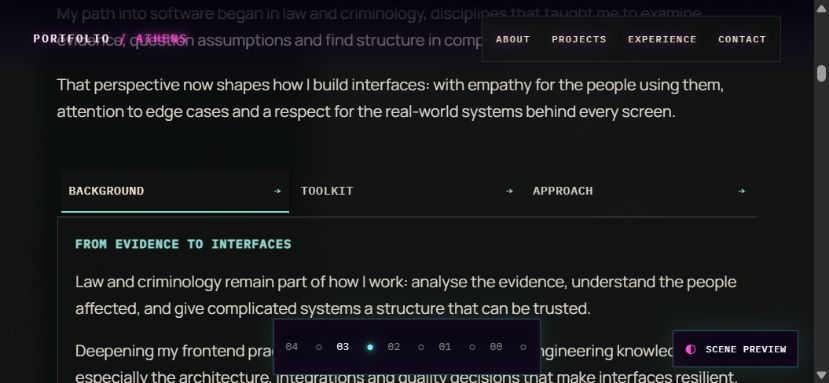 My path into software began in law and criminology, disciplines that taught me to examine
PORTFOLIO / ATHENS
evidence, question assumptions and find structure in
ABOUT PROJECTS EXPERIENCE CONTACT
That perspective now shapes how I build interfaces: with empathy for the people using them,
attention to edge cases and a respect for the real-world systems behind every screen.
BACKGROUND → TOOLKIT → APPROACH →
FROM EVIDENCE TO INTERFACES
Law and criminology remain part of how I work: analyse the evidence, understand the people
affected, and give complicated systems a structure that can be trusted.
04 03 02 01 00
SCENE PREVIEW
Deepening my frontend
especially the architecture, integrations and quality decisions that make interfaces resilient,